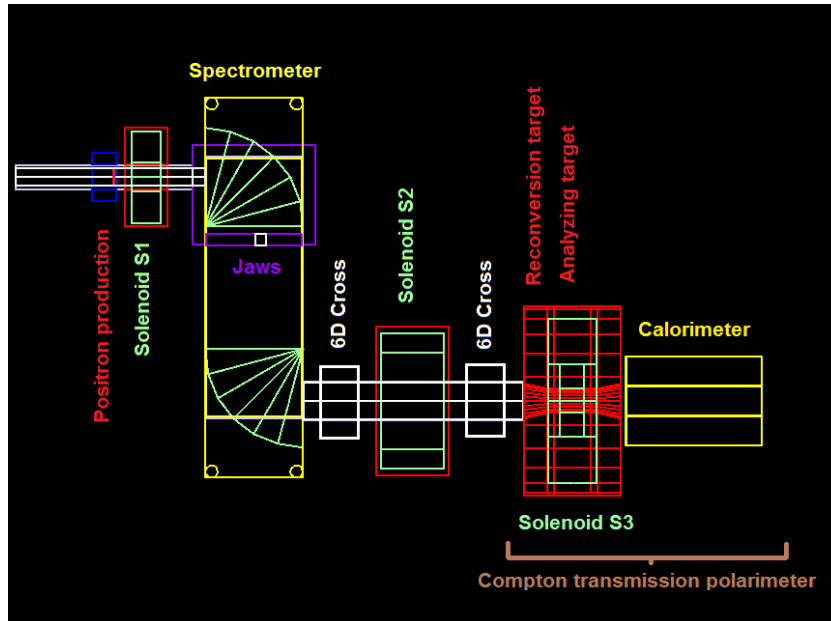 Spectrometer
Positron production
Solenoid S1
Jaws
6D Cross
Solenoid S2
6D Cross
Reconversion target
Analyzing target
Calorimeter
Solenoid S3
Compton transmission polarimeter